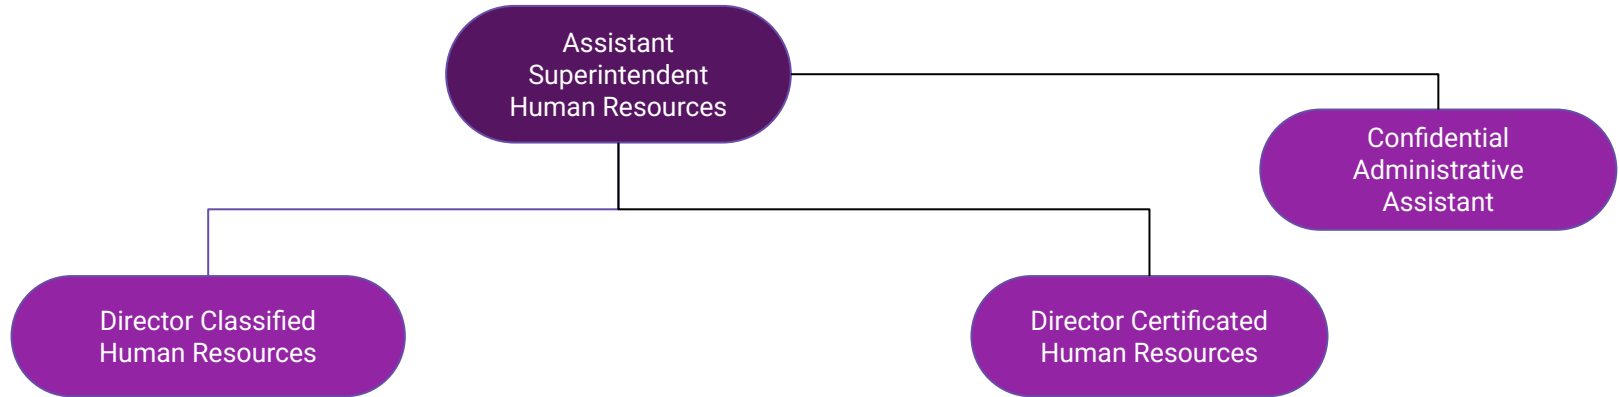 Assistant
Superintendent
Human Resources
Confidential
Administrative
Assistant
Director Classified
Human Resources
Director Certificated
Human Resources